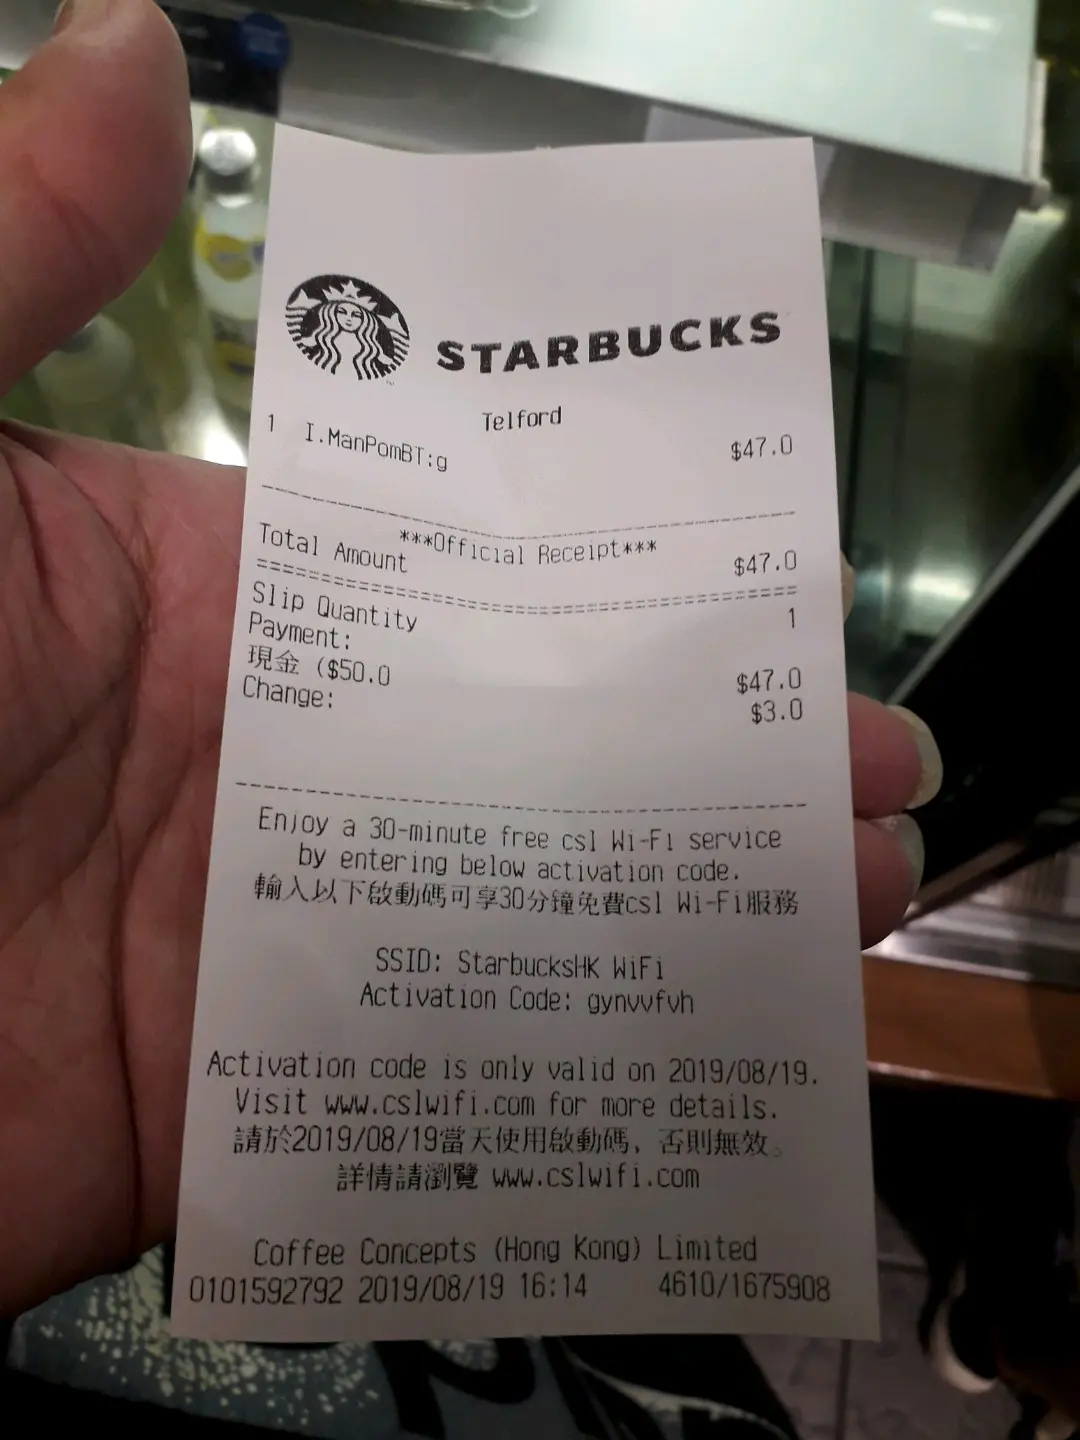 STARBUCKS
Telford
1 I.ManPomBT:g $47.0
***Official Receipt***
Total Amount $47.0
Slip Quantity 1
Payment:
現金 ($50.0 $47.0
Change: $3.0
Enjoy a 30-minute free csl Wi-Fi service
by entering below activation code.
輸入以下啟動碼可享30分鐘免費csl Wi-Fi服務
SSID: StarbucksHK WiFi
Activation Code: gynvvfvh
Activation code is only valid on 2019/08/19.
Visit www.cslwifi.com for more details.
請於2019/08/19當天使用啟動碼, 否則無效。
詳情請瀏覽 www.cslwifi.com
Coffee Concepts (Hong Kong) Limited
0101592792 2019/08/19 16:14 4610/1675908